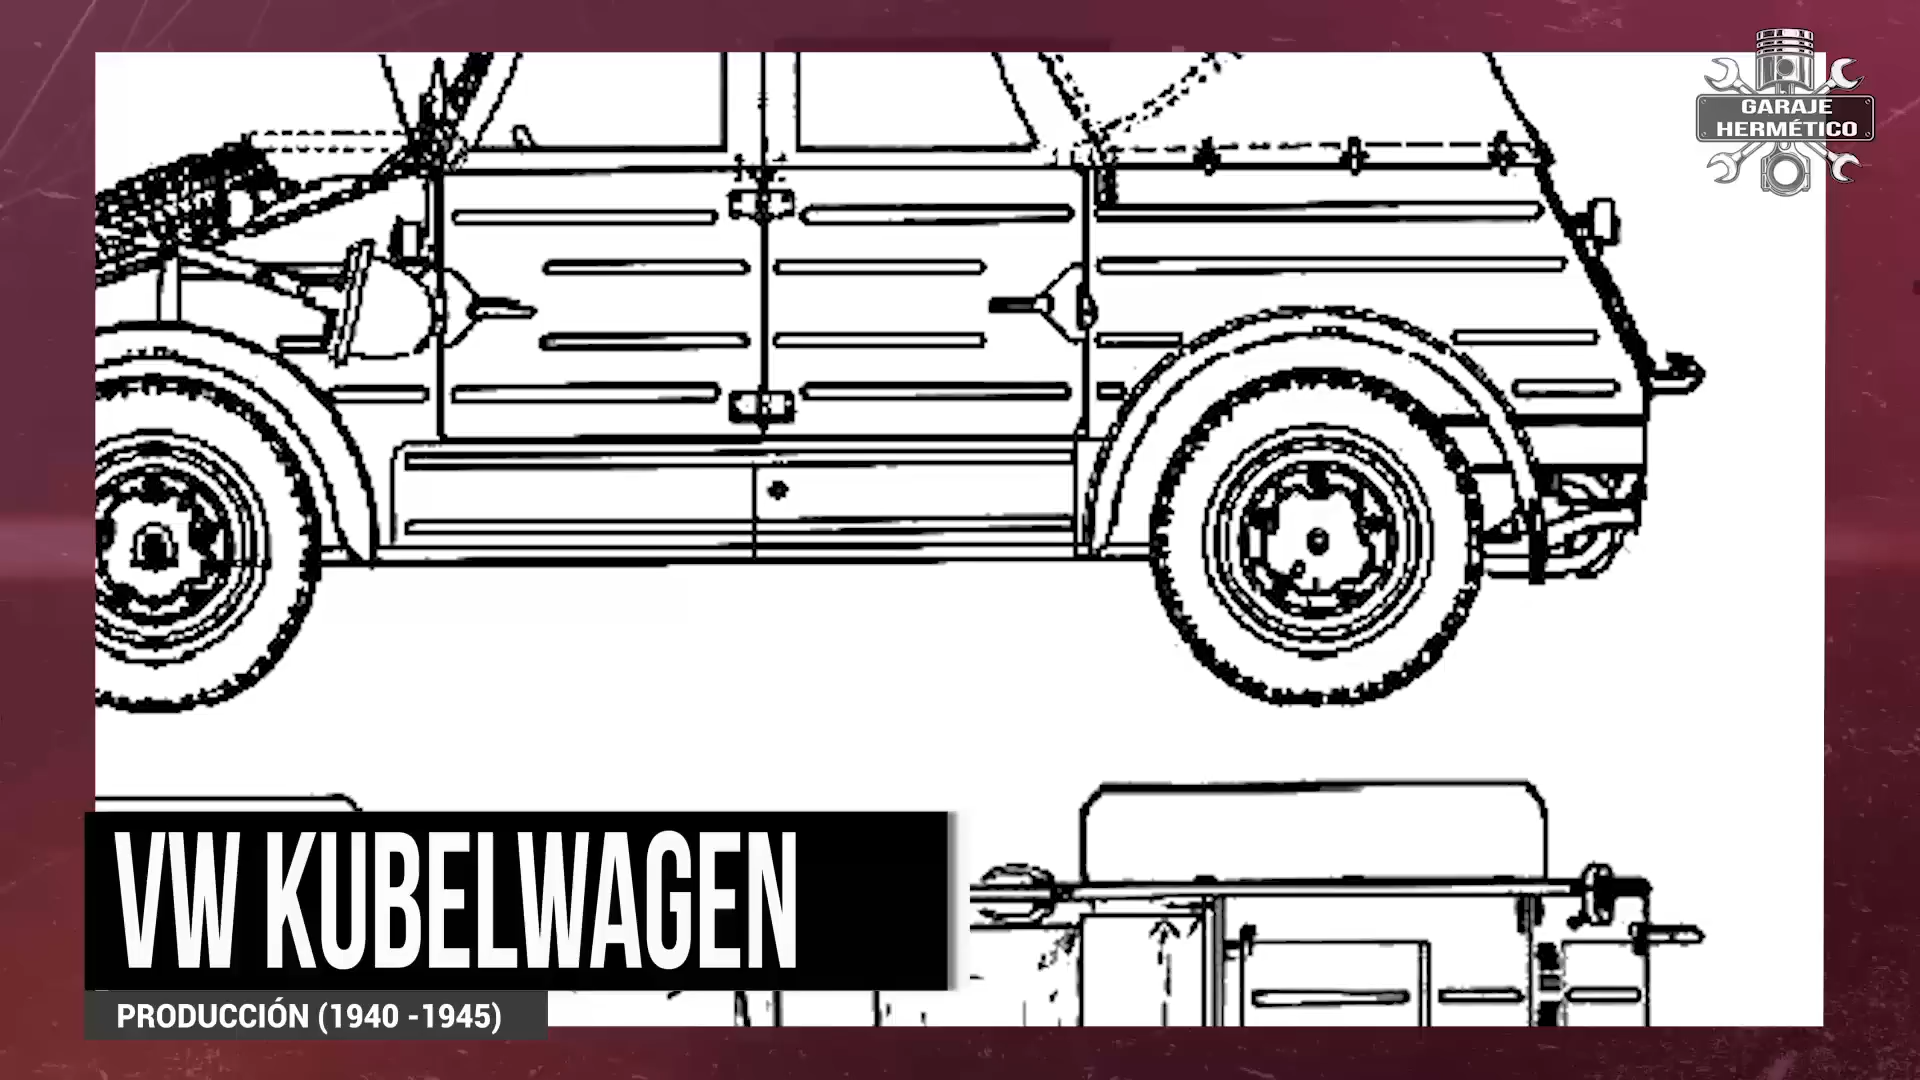 GARAJE
HERMÉTICO
VW KUBELWAGEN
PRODUCCIÓN (1940 -1945)